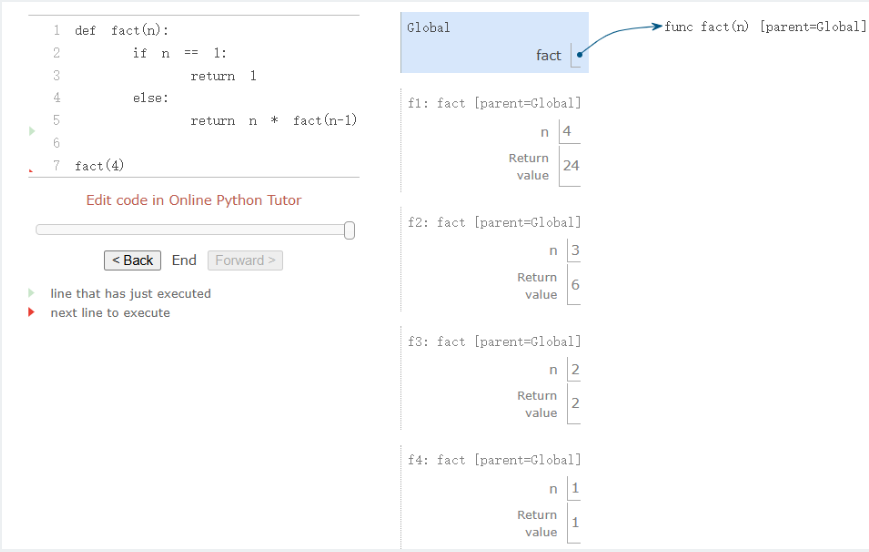 1 def fact(n):
2 if n == 1:
3 return 1
4 else:
5 return n * fact(n-1)
6
7 fact(4)
Edit code in Online Python Tutor
< Back End Forward >
line that has just executed
next line to execute
Global
fact
func fact(n) [parent=Global]
f1: fact [parent=Global]
n 4
Return
value 24
f2: fact [parent=Global]
n 3
Return
value 6
f3: fact [parent=Global]
n 2
Return
value 2
f4: fact [parent=Global]
n 1
Return
value 1